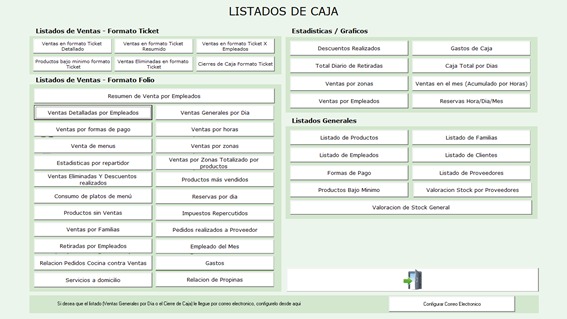 LISTADOS DE CAJA
Listados de Ventas - Formato Ticket
Ventas en formato Ticket
Detallado
Ventas en formato Ticket
Resumido
Ventas en formato Ticket X
Empleados
Productos bajo minimo formato
Ticket
Ventas Eliminadas en formato
Ticket
Cierres de Caja Formato Ticket
Listados de Ventas - Formato Folio
Resumen de Venta por Empleados
Ventas Detalladas por Empleados
Ventas Generales por Dia
Ventas por formas de pago
Ventas por horas
Venta de menus
Ventas por zonas
Estadisticas por repartidor
Ventas por Zonas Totalizado por
productos
Ventas Eliminadas Y Descuentos
realizados
Productos más vendidos
Consumo de platos de menú
Reservas por dia
Productos sin Ventas
Impuestos Repercutidos
Ventas por Familias
Pedidos realizados a Proveedor
Retiradas por Empleados
Empleado del Mes
Relacion Pedidos Cocina contra Ventas
Gastos
Servicios a domicilio
Relacion de Propinas
Estadisticas / Graficos
Descuentos Realizados
Gastos de Caja
Total Diario de Retiradas
Caja Total por Dias
Ventas por zonas
Ventas en el mes (Acumulado por Horas)
Ventas por Empleados
Reservas Hora/Dia/Mes
Listados Generales
Listado de Productos
Listado de Familias
Listado de Empleados
Listado de Clientes
Formas de Pago
Listado de Proveedores
Productos Bajo Minimo
Valoracion Stock por Proveedores
Valoracion de Stock General
Si desea que el listado (Ventas Generales por Dia o el Cierre de Caja) le llegue por correo electronico, configurelo desde aqui
Configurar Correo Electronico